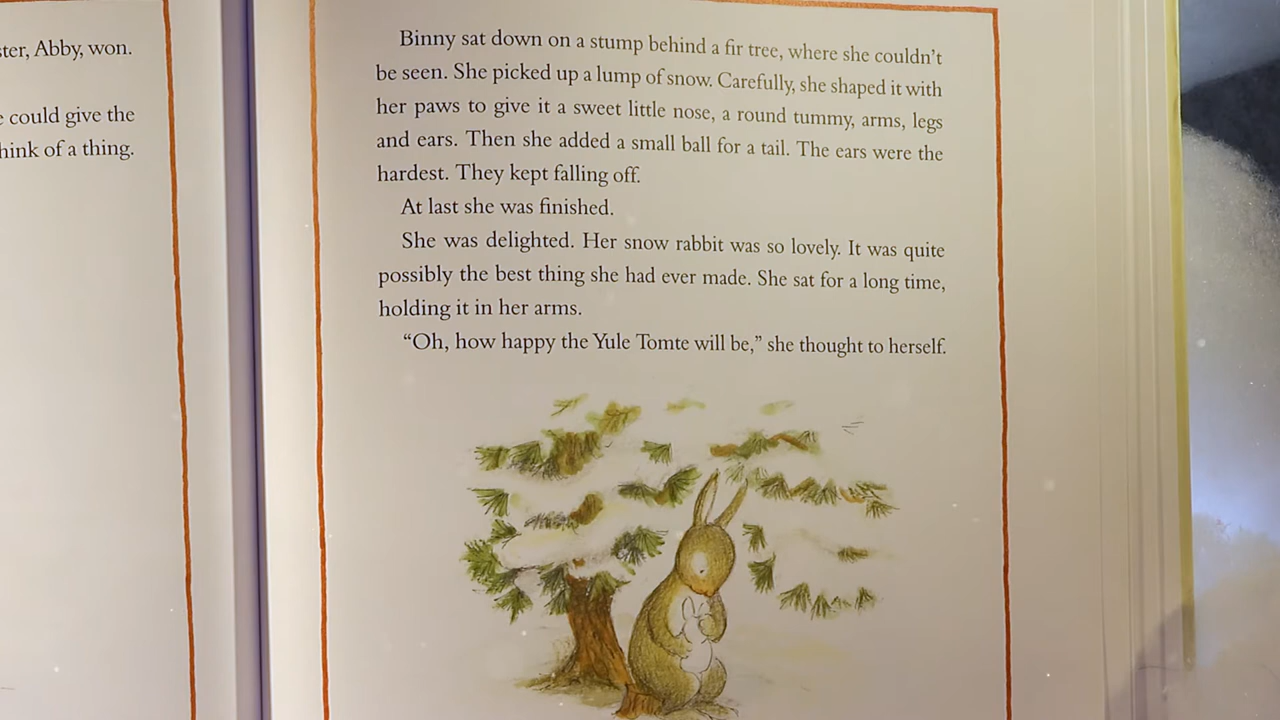 Abby, won.
could give the
of a thing.
Binny sat down on a stump behind a fir tree, where she couldn't
be seen. She picked up a lump of snow. Carefully, she shaped it with
her paws to give it a sweet little nose, a round tummy, arms, legs
and ears. Then she added a small ball for a tail. The ears were the
hardest. They kept falling off.
At last she was finished.
She was delighted. Her snow rabbit was so lovely. It was quite
possibly the best thing she had ever made. She sat for a long time,
holding it in her arms.
“Oh, how happy the Yule Tomte will be,” she thought to herself.